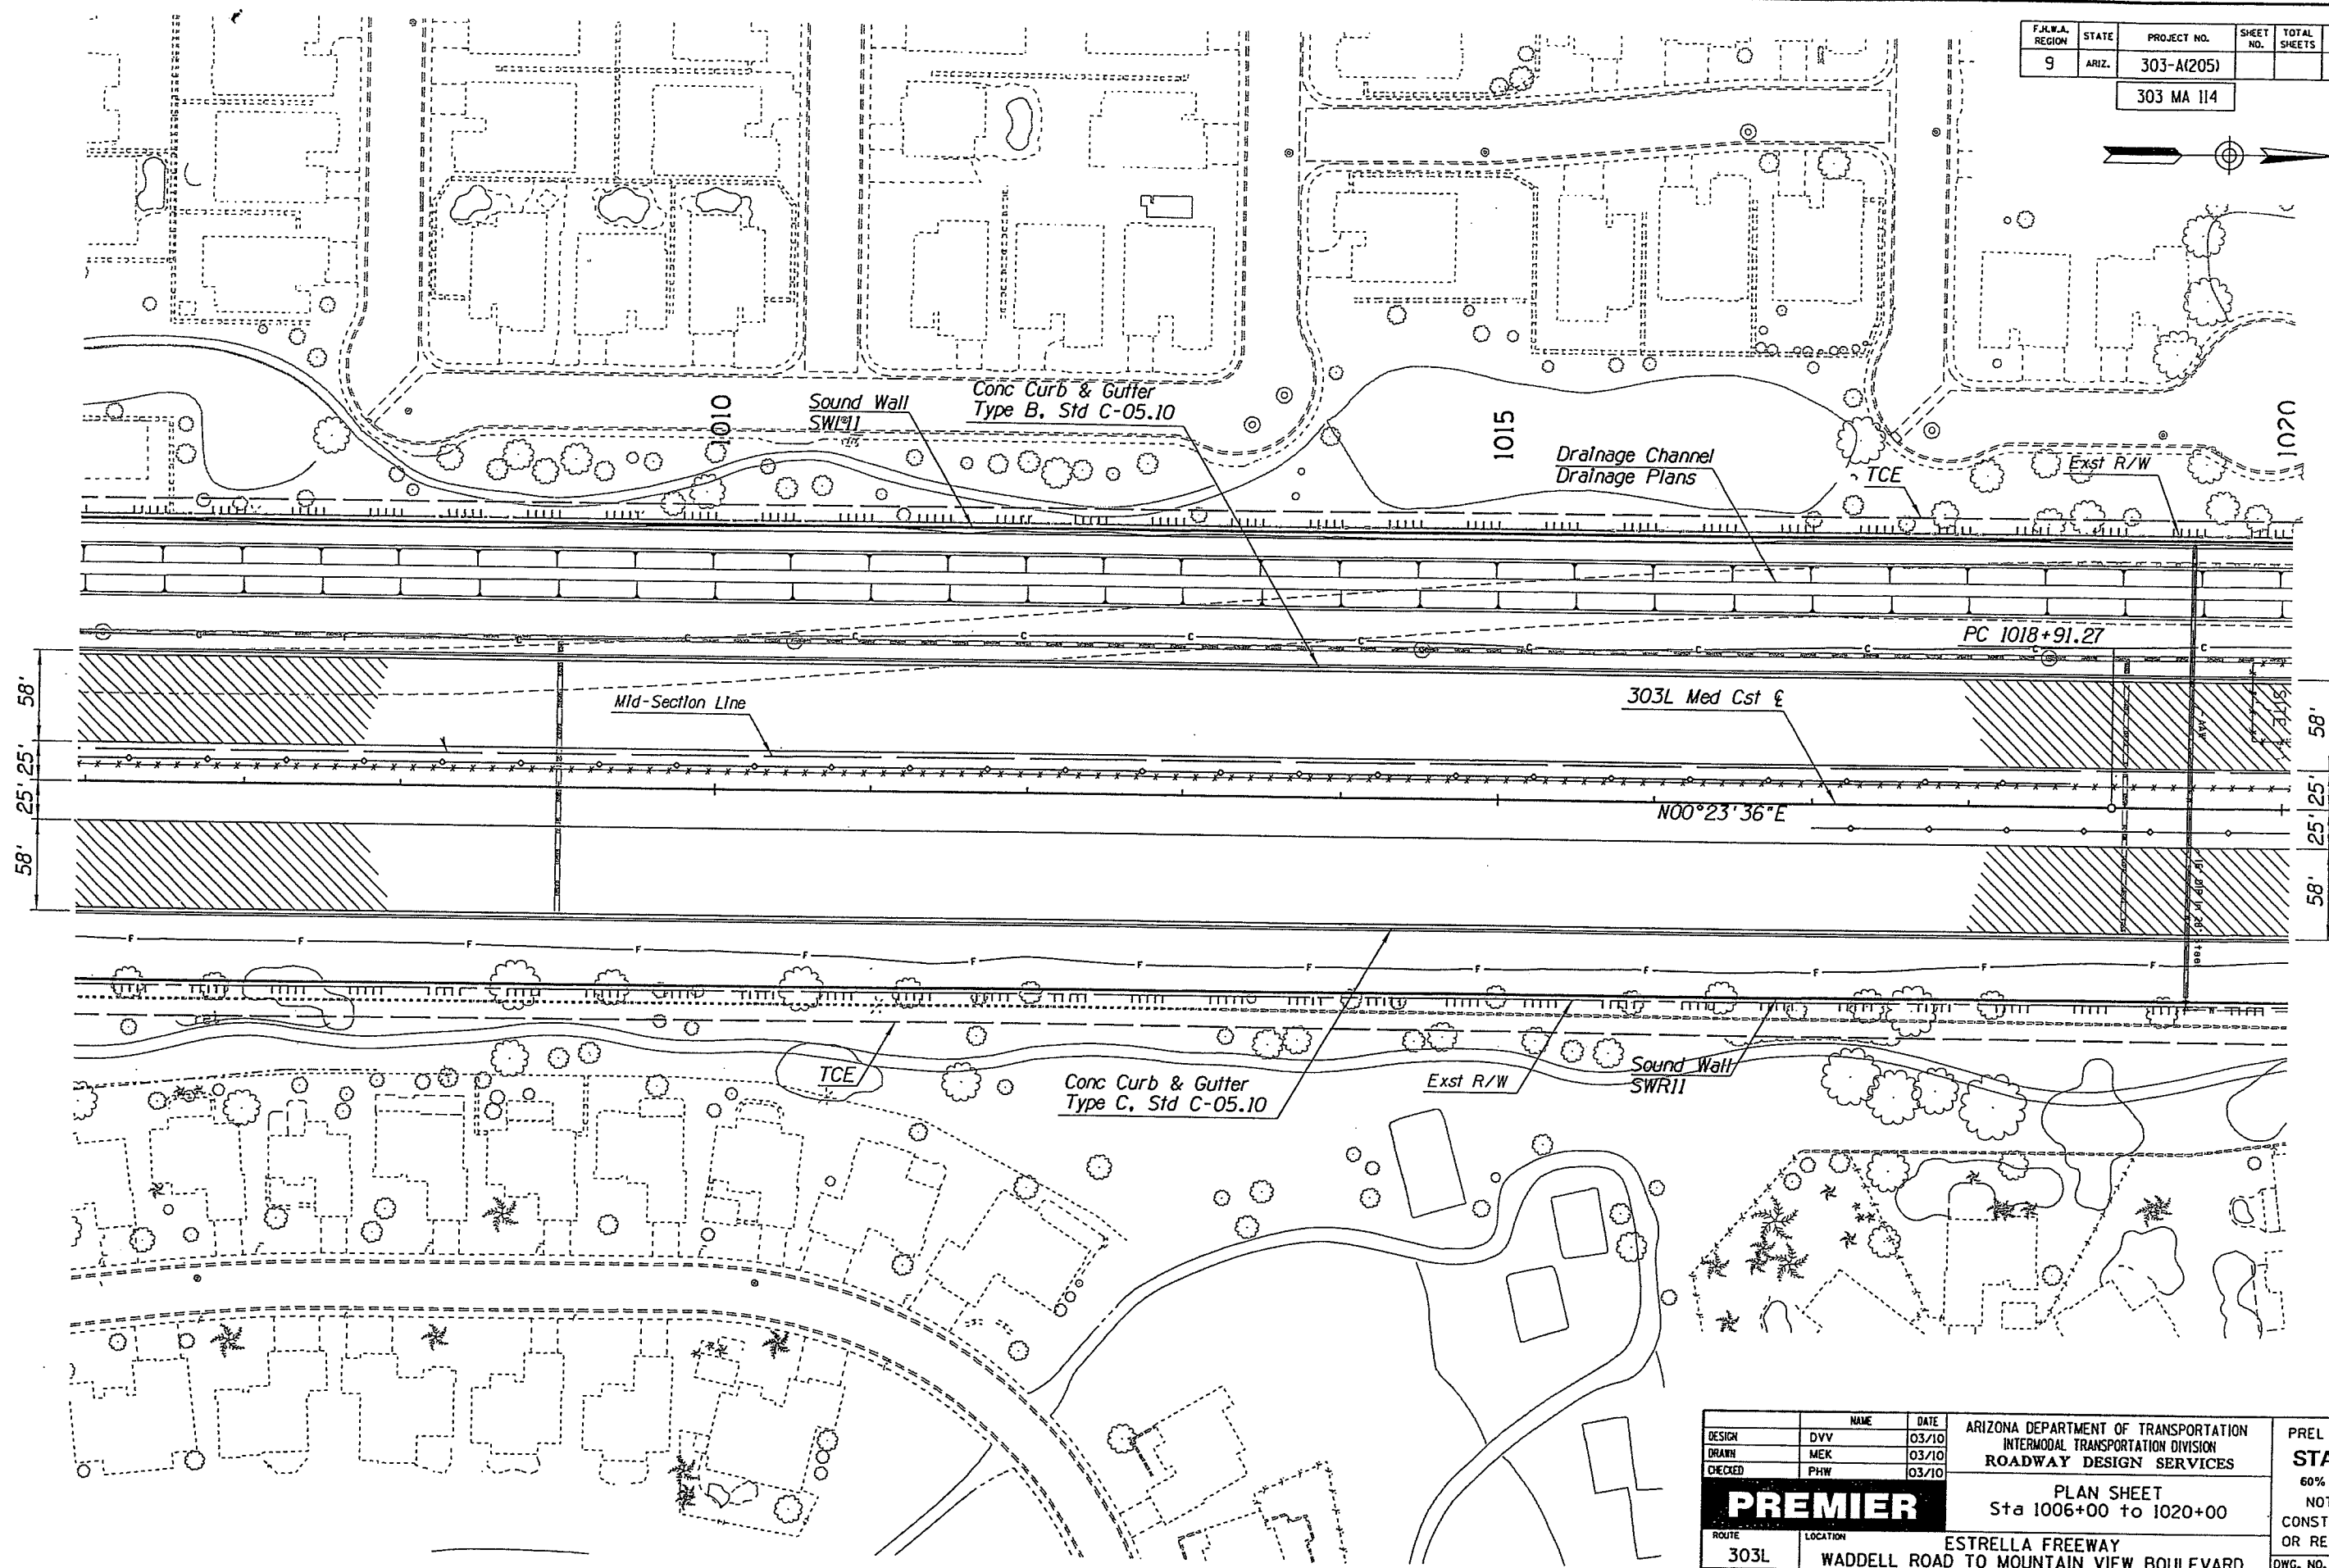 F.H.W.A. REGION STATE PROJECT NO. SHEET NO. TOTAL SHEETS
9 ARIZ. 303-A(205)
303 MA 114
1010
1015
1020
Sound Wall
SWL11
Conc Curb & Gutter
Type B, Std C-05.10
Drainage Channel
Drainage Plans
TCE
Exst R/W
PC 1018+91.27
C C C C C C C C
58'
25'
25'
58'
Mid-Section Line
303L Med Cst ℄
N00°23'36"E
58'
25'
25'
58'
F F F F F F F F F F F F F
TCE
Conc Curb & Gutter
Type C, Std C-05.10
Exst R/W
Sound Wall
SWR11
NAME DATE
DESIGN DVV 03/10
DRAWN MEK 03/10
CHECKED PHW 03/10
ARIZONA DEPARTMENT OF TRANSPORTATION
INTERMODAL TRANSPORTATION DIVISION
ROADWAY DESIGN SERVICES
PREMIER
PLAN SHEET
Sta 1006+00 to 1020+00
ROUTE
303L
LOCATION
ESTRELLA FREEWAY
WADDELL ROAD TO MOUNTAIN VIEW BOULEVARD
PREL
STA
60%
NOT
CONST
OR RE
DWG. NO.